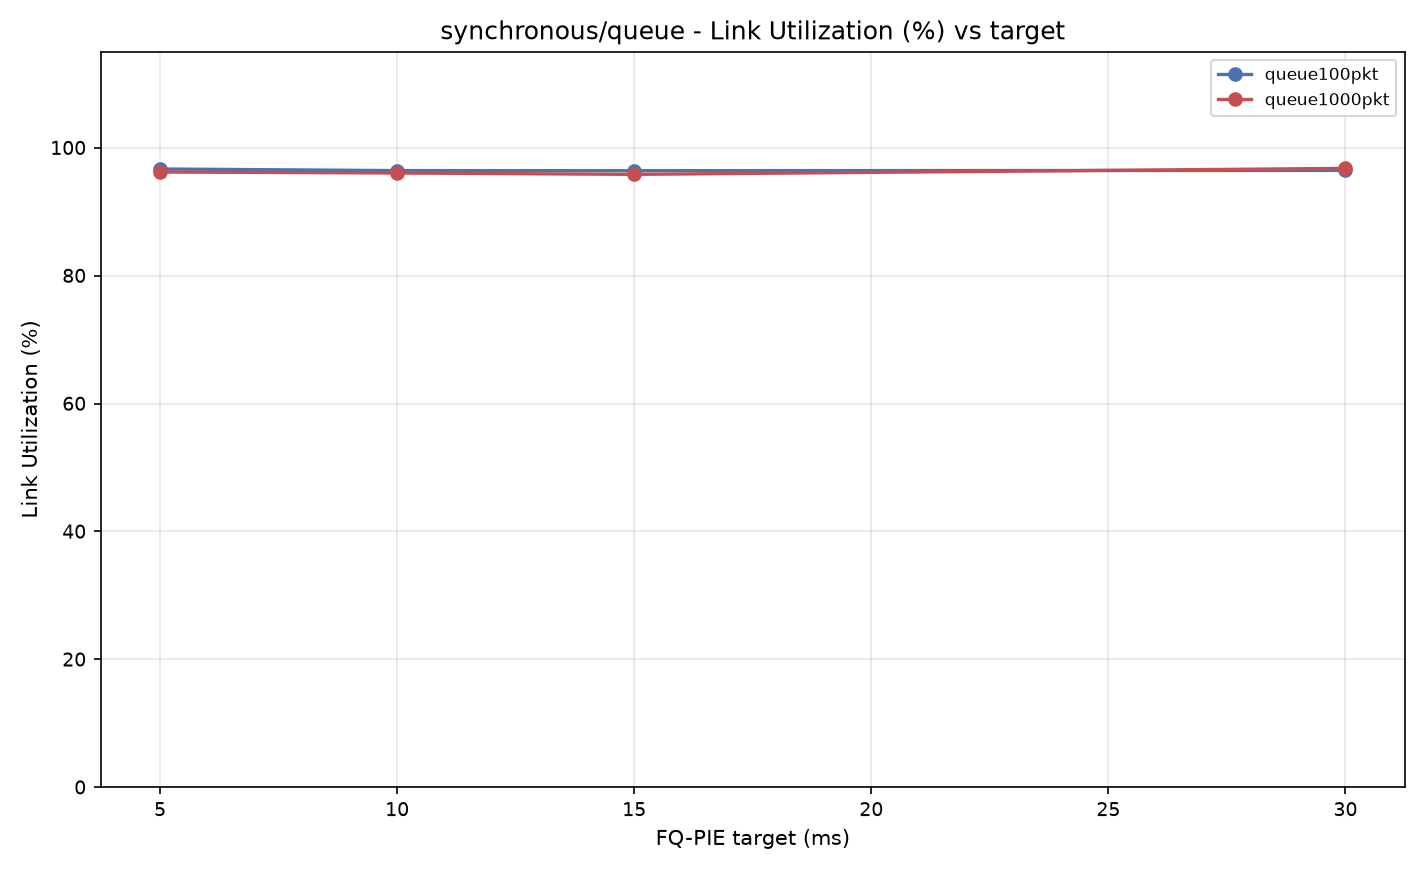 synchronous/queue - Link Utilization (%) vs target
queue100pkt
queue1000pkt
100
80
60
40
20
0
Link Utilization (%)
5
10
15
20
25
30
FQ-PIE target (ms)